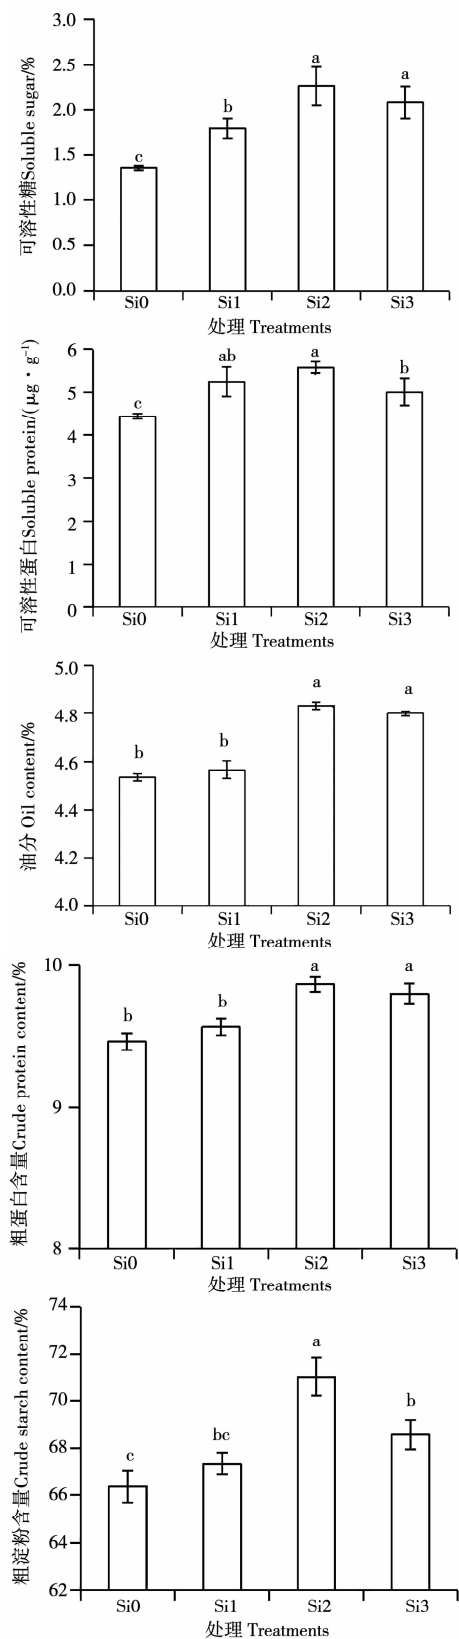 可溶性糖Soluble sugar/%
3.0
2.5
2.0
1.5
1.0
0.5
0.0
c
b
a
a
Si0 Si1 Si2 Si3
处理 Treatments
可溶性蛋白Soluble protein/(μg·g⁻¹)
6
5
4
3
2
1
0
c
ab
a
b
Si0 Si1 Si2 Si3
处理 Treatments
油分 Oil content/%
5.0
4.8
4.6
4.4
4.2
4.0
b
b
a
a
Si0 Si1 Si2 Si3
处理 Treatments
粗蛋白含量Crude protein content/%
10
9
8
b
b
a
a
Si0 Si1 Si2 Si3
处理 Treatments
粗淀粉含量Crude starch content/%
74
72
70
68
66
64
62
c
bc
a
b
Si0 Si1 Si2 Si3
处理 Treatments